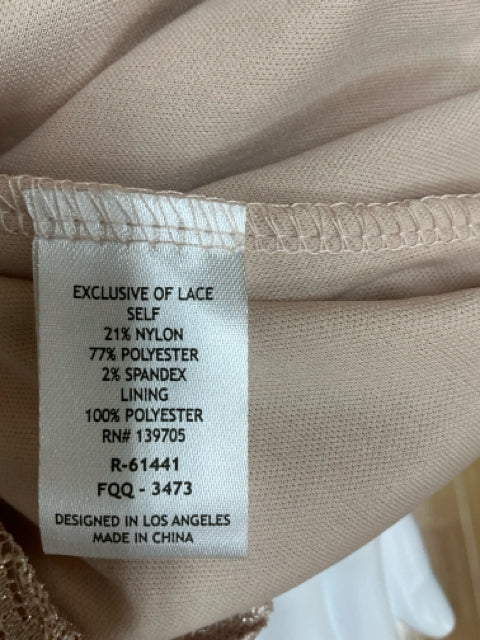 EXCLUSIVE OF LACE
SELF
21% NYLON
77% POLYESTER
2% SPANDEX
LINING
100% POLYESTER
RN# 139705
R-61441
FQQ - 3473
DESIGNED IN LOS ANGELES
MADE IN CHINA